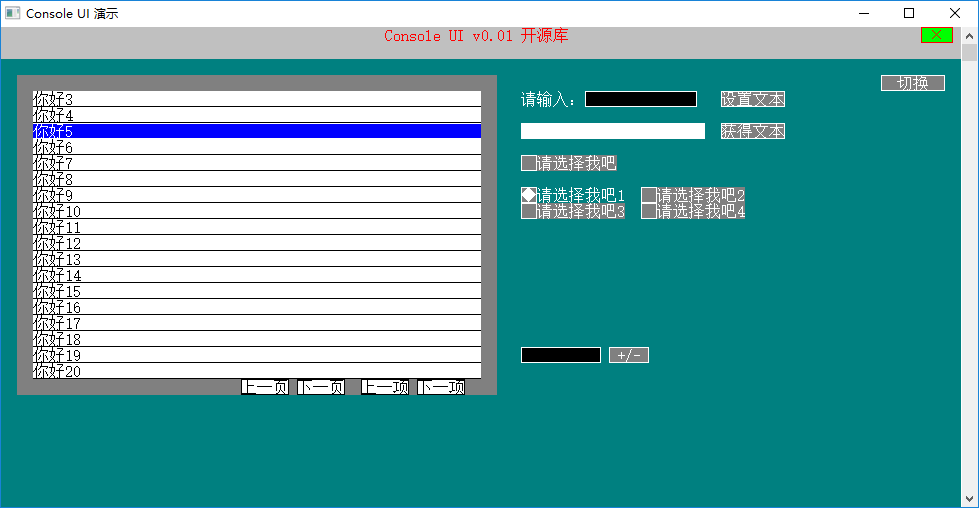 Console UI 演示
Console UI v0.01 开源库
X
切换
你好3
你好4
你好5
你好6
你好7
你好8
你好9
你好10
你好11
你好12
你好13
你好14
你好15
你好16
你好17
你好18
你好19
你好20
上一页 下一页 上一项 下一项
请输入: 设置文本
获得文本
请选择我吧
请选择我吧1 请选择我吧2
请选择我吧3 请选择我吧4
+/-